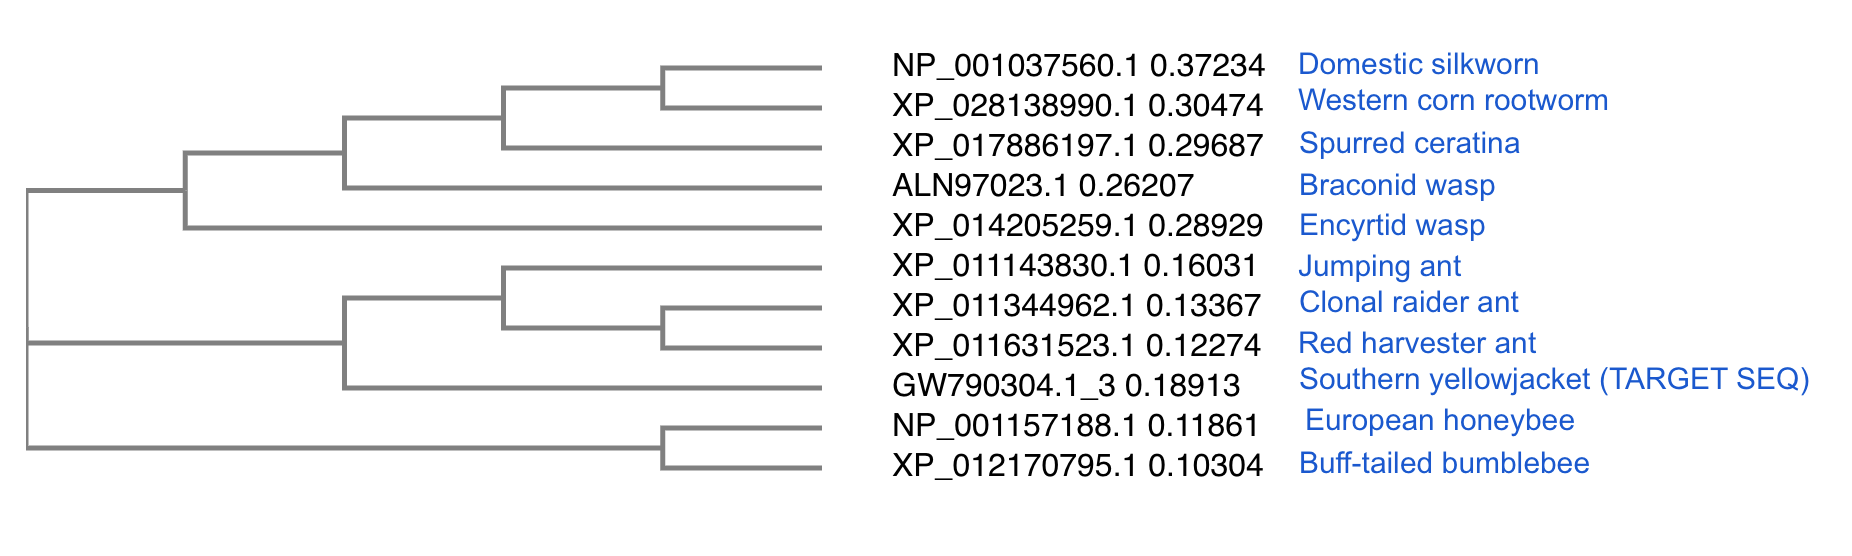 NP_001037560.1 0.37234 Domestic silkworn
XP_028138990.1 0.30474 Western corn rootworm
XP_017886197.1 0.29687 Spurred ceratina
ALN97023.1 0.26207 Braconid wasp
XP_014205259.1 0.28929 Encyrtid wasp
XP_011143830.1 0.16031 Jumping ant
XP_011344962.1 0.13367 Clonal raider ant
XP_011631523.1 0.12274 Red harvester ant
GW790304.1_3 0.18913 Southern yellowjacket (TARGET SEQ)
NP_001157188.1 0.11861 European honeybee
XP_012170795.1 0.10304 Buff-tailed bumblebee